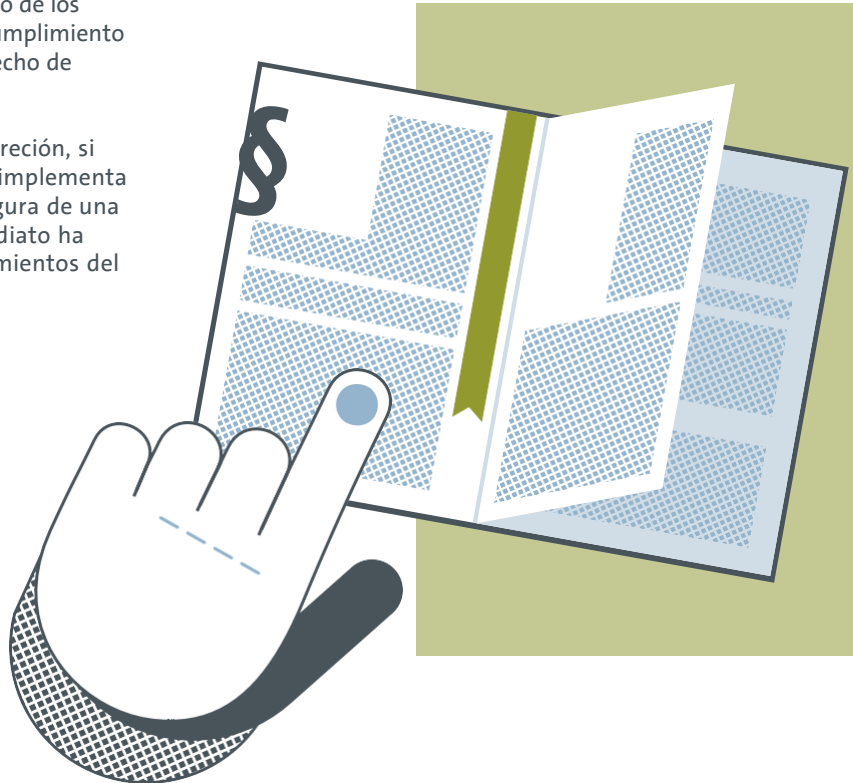 o de los
umplimiento
echo de
reción, si
implementa
gura de una
diato ha
mientos del
§